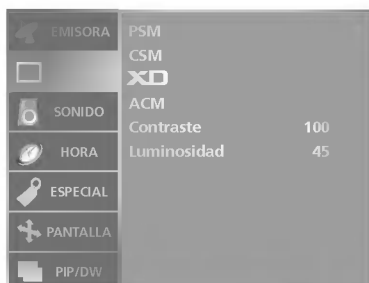 EMISORA
SONIDO
HORA
ESPECIAL
PANTALLA
PIP/DW
PSM
CSM
XD
ACM
Contraste 100
Luminosidad 45